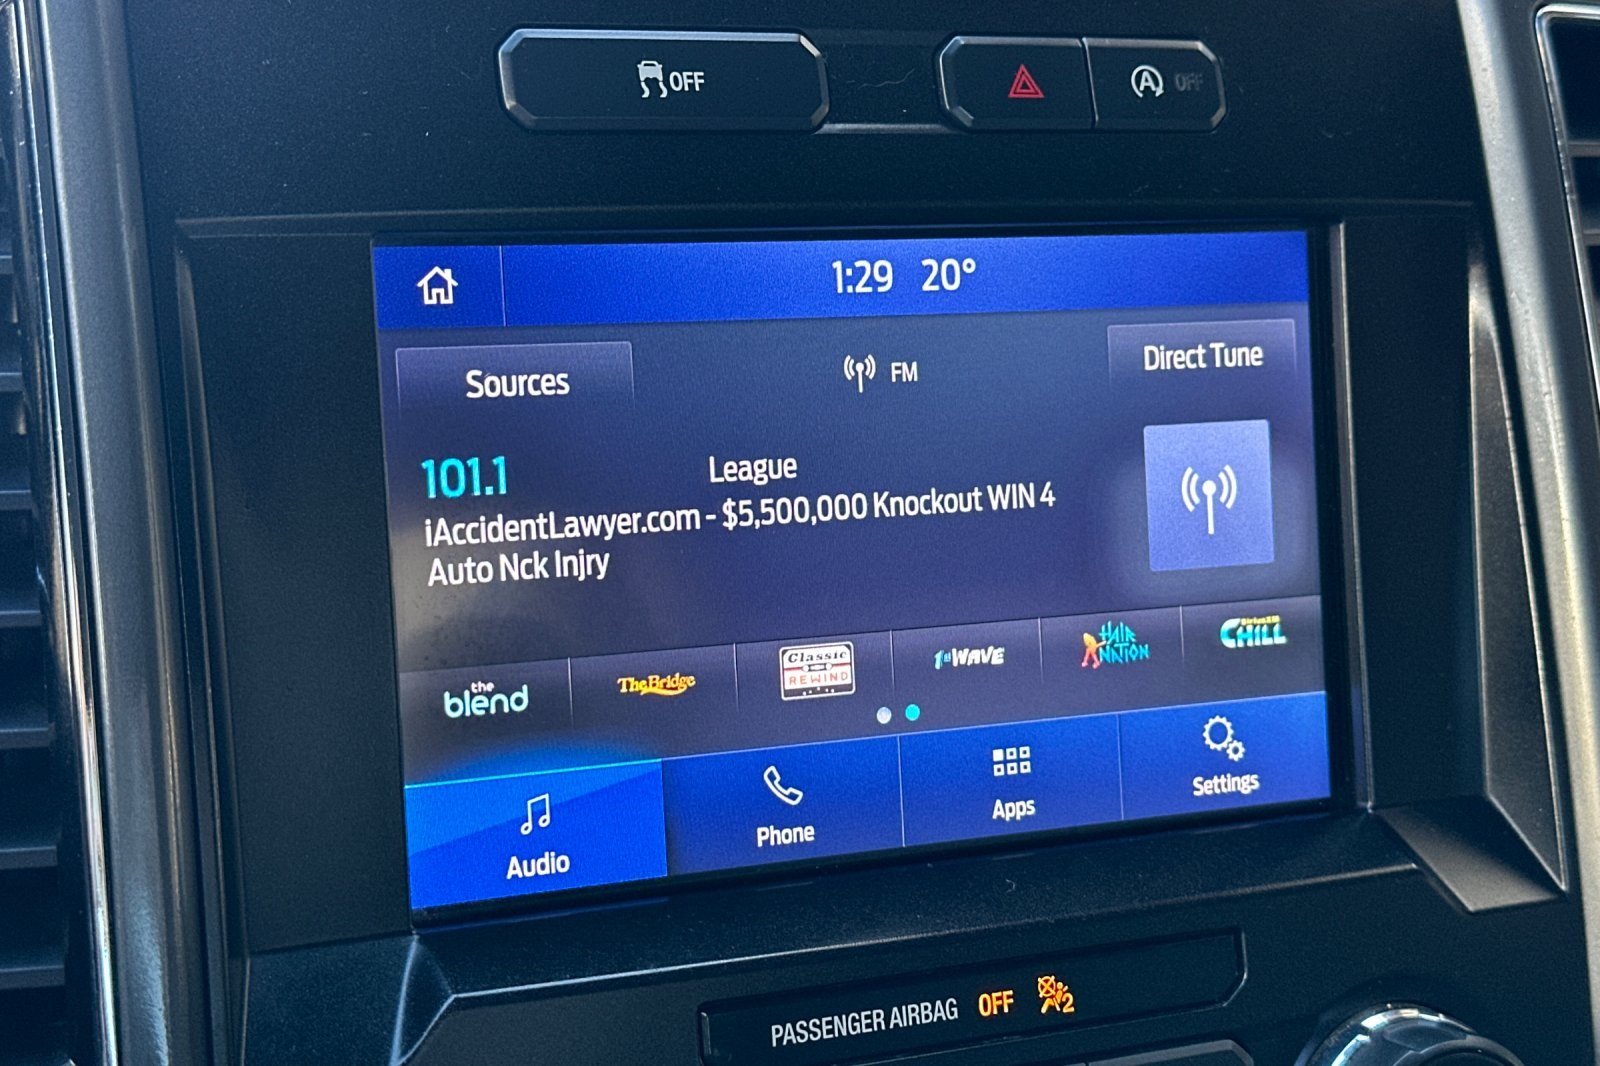 OFF
A OFF
1:29 20°
Sources
FM
Direct Tune
101.1
League
iAccidentLawyer.com - $5,500,000 Knockout WIN 4
Auto Nck Injry
the
blend
The Bridge
Classic
REWIND
1st WAVE
HAIR
NATION
SiriusXM
CHILL
Audio
Phone
Apps
Settings
PASSENGER AIRBAG OFF 2